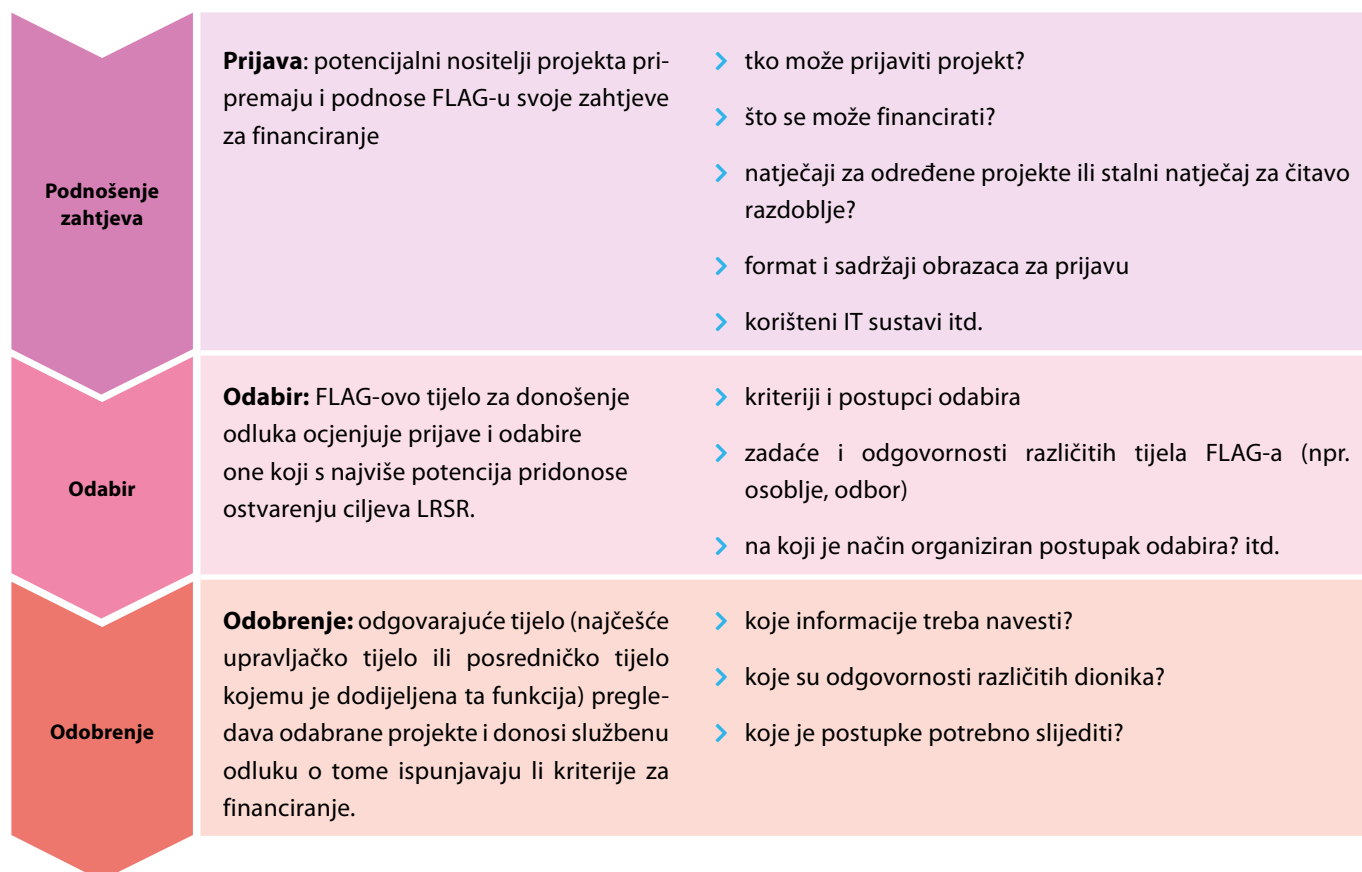 Podnošenje
zahtjeva
Prijava: potencijalni nositelji projekta pri-
premaju i podnose FLAG-u svoje zahtjeve
za financiranje
tko može prijaviti projekt?
što se može financirati?
natječaji za određene projekte ili stalni natječaj za čitavo
razdoblje?
format i sadržaji obrazaca za prijavu
korišteni IT sustavi itd.
Odabir
Odabir: FLAG-ovo tijelo za donošenje
odluka ocjenjuje prijave i odabire
one koji s najviše potencija pridonose
ostvarenju ciljeva LRSR.
kriteriji i postupci odabira
zadaće i odgovornosti različitih tijela FLAG-a (npr.
osoblje, odbor)
na koji je način organiziran postupak odabira? itd.
Odobrenje
Odobrenje: odgovarajuće tijelo (najčešće
upravljačko tijelo ili posredničko tijelo
kojemu je dodijeljena ta funkcija) pregle-
dava odabrane projekte i donosi službenu
odluku o tome ispunjavaju li kriterije za
financiranje.
koje informacije treba navesti?
koje su odgovornosti različitih dionika?
koje je postupke potrebno slijediti?